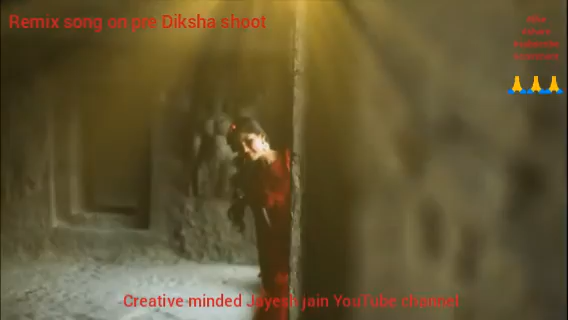 Remix song on pre Diksha shoot
🙏🙏🙏
Creative minded Jayesh jain YouTube channel